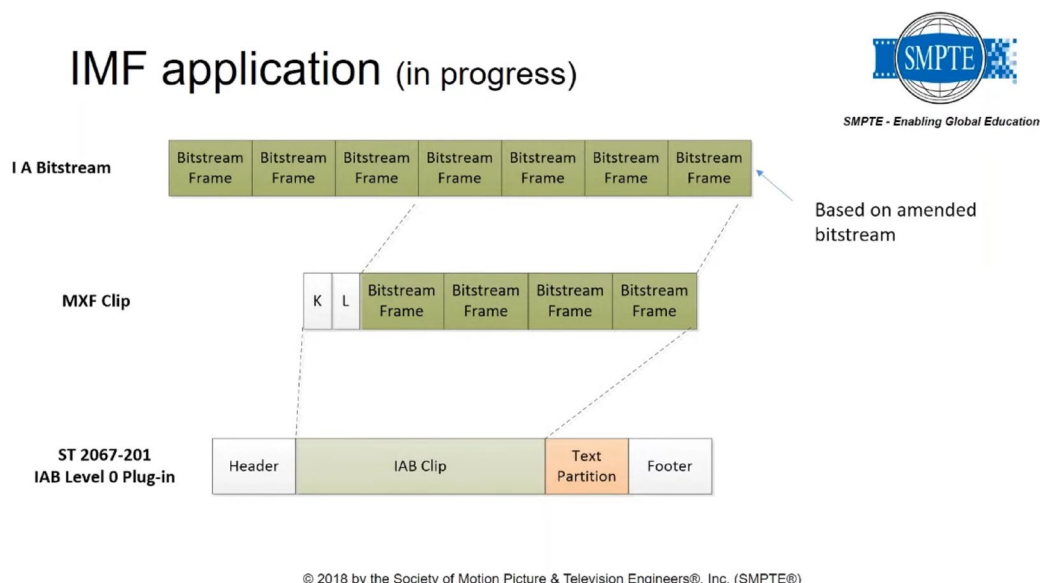 IMF application (in progress)
SMPTE
SMPTE - Enabling Global Education
I A Bitstream
Bitstream Frame
Bitstream Frame
Bitstream Frame
Bitstream Frame
Bitstream Frame
Bitstream Frame
Bitstream Frame
Based on amended
bitstream
MXF Clip
K
L
Bitstream Frame
Bitstream Frame
Bitstream Frame
Bitstream Frame
ST 2067-201
IAB Level 0 Plug-in
Header
IAB Clip
Text
Partition
Footer
© 2018 by the Society of Motion Picture & Television Engineers®, Inc. (SMPTE®)